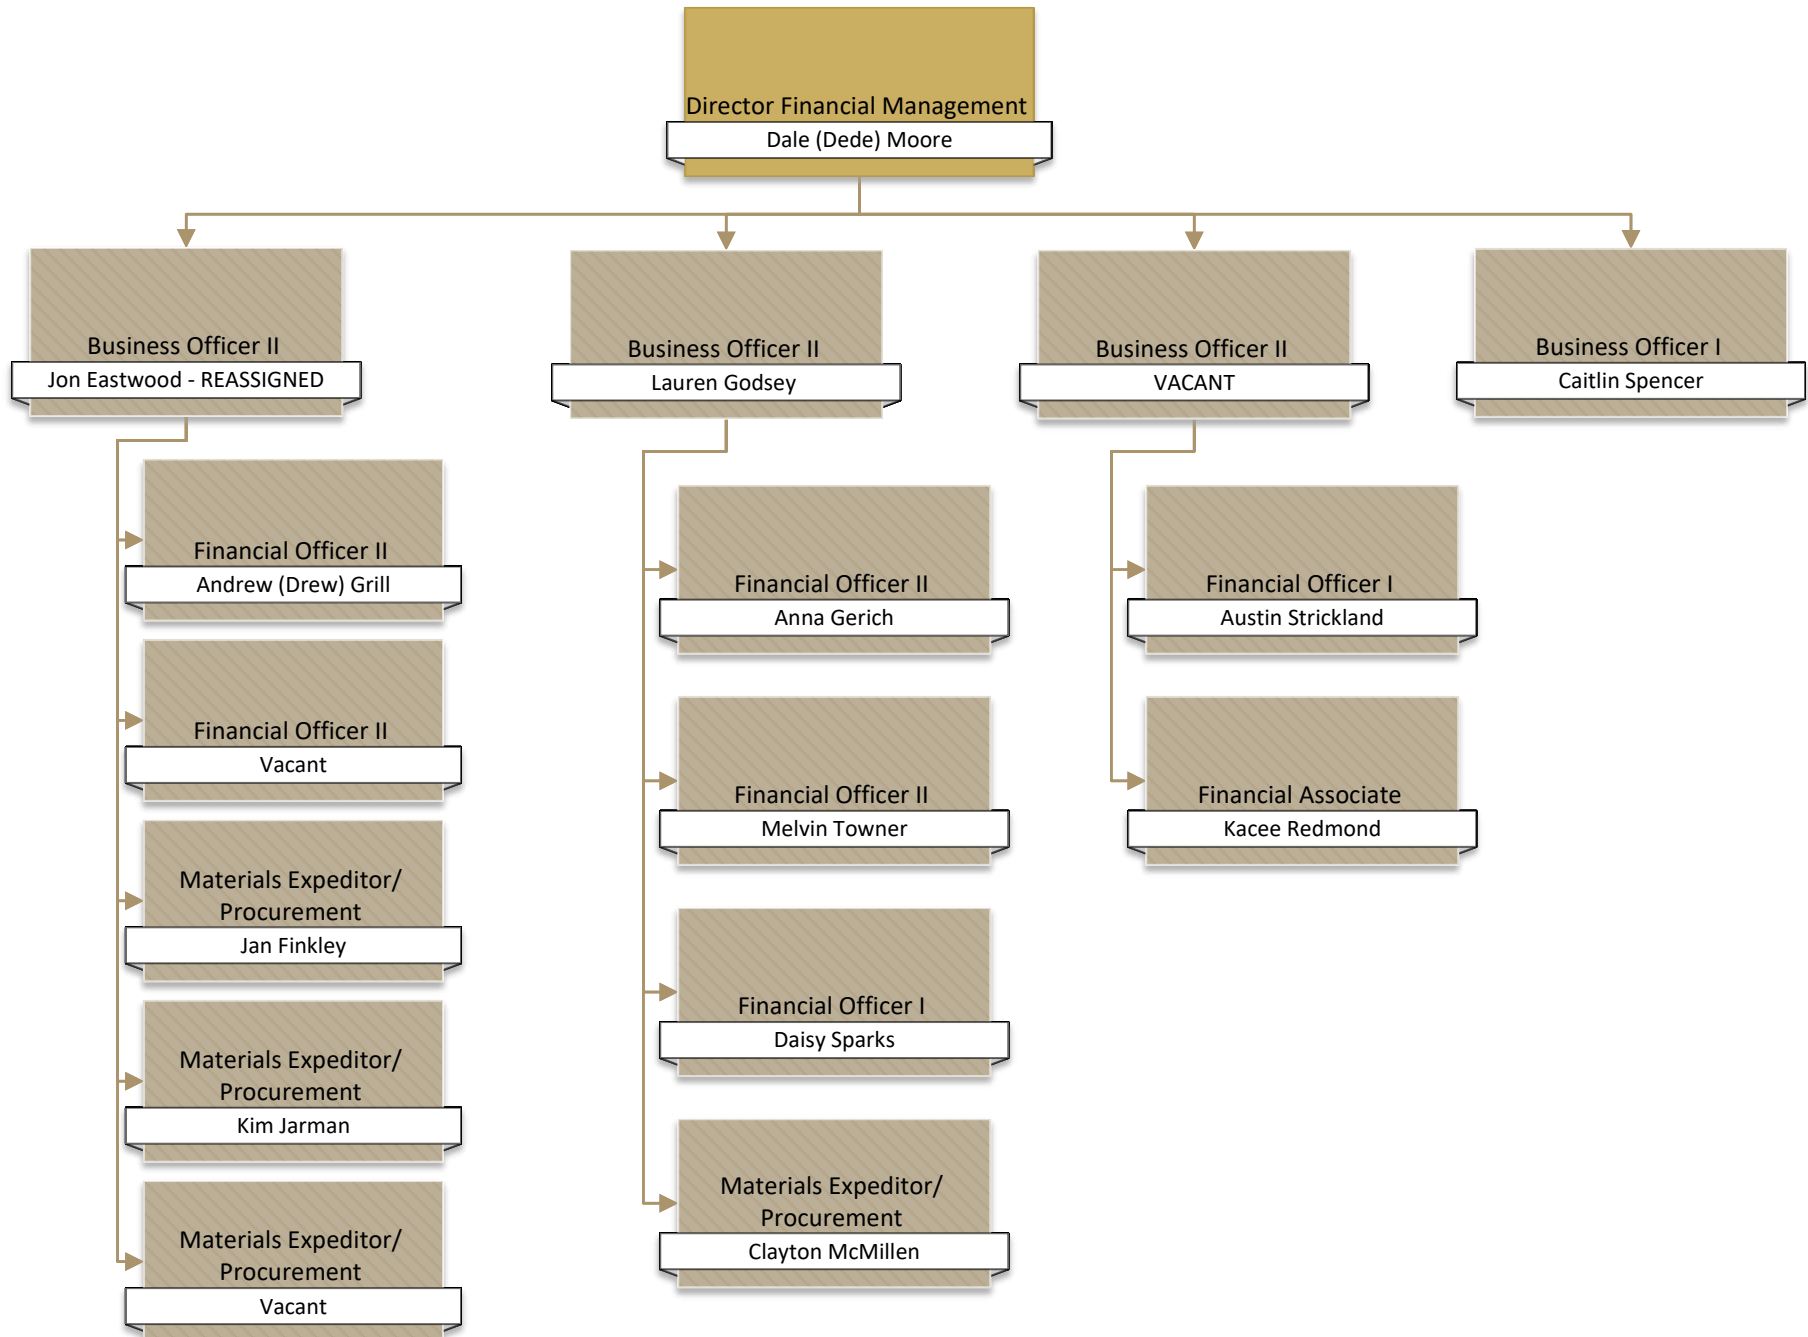 Director Financial Management
Dale (Dede) Moore
Business Officer II
Jon Eastwood - REASSIGNED
Business Officer II
Lauren Godsey
Business Officer II
VACANT
Business Officer I
Caitlin Spencer
Financial Officer II
Andrew (Drew) Grill
Financial Officer II
Vacant
Materials Expeditor/
Procurement
Jan Finkley
Materials Expeditor/
Procurement
Kim Jarman
Materials Expeditor/
Procurement
Vacant
Financial Officer II
Anna Gerich
Financial Officer II
Melvin Towner
Financial Officer I
Daisy Sparks
Materials Expeditor/
Procurement
Clayton McMillen
Financial Officer I
Austin Strickland
Financial Associate
Kacee Redmond